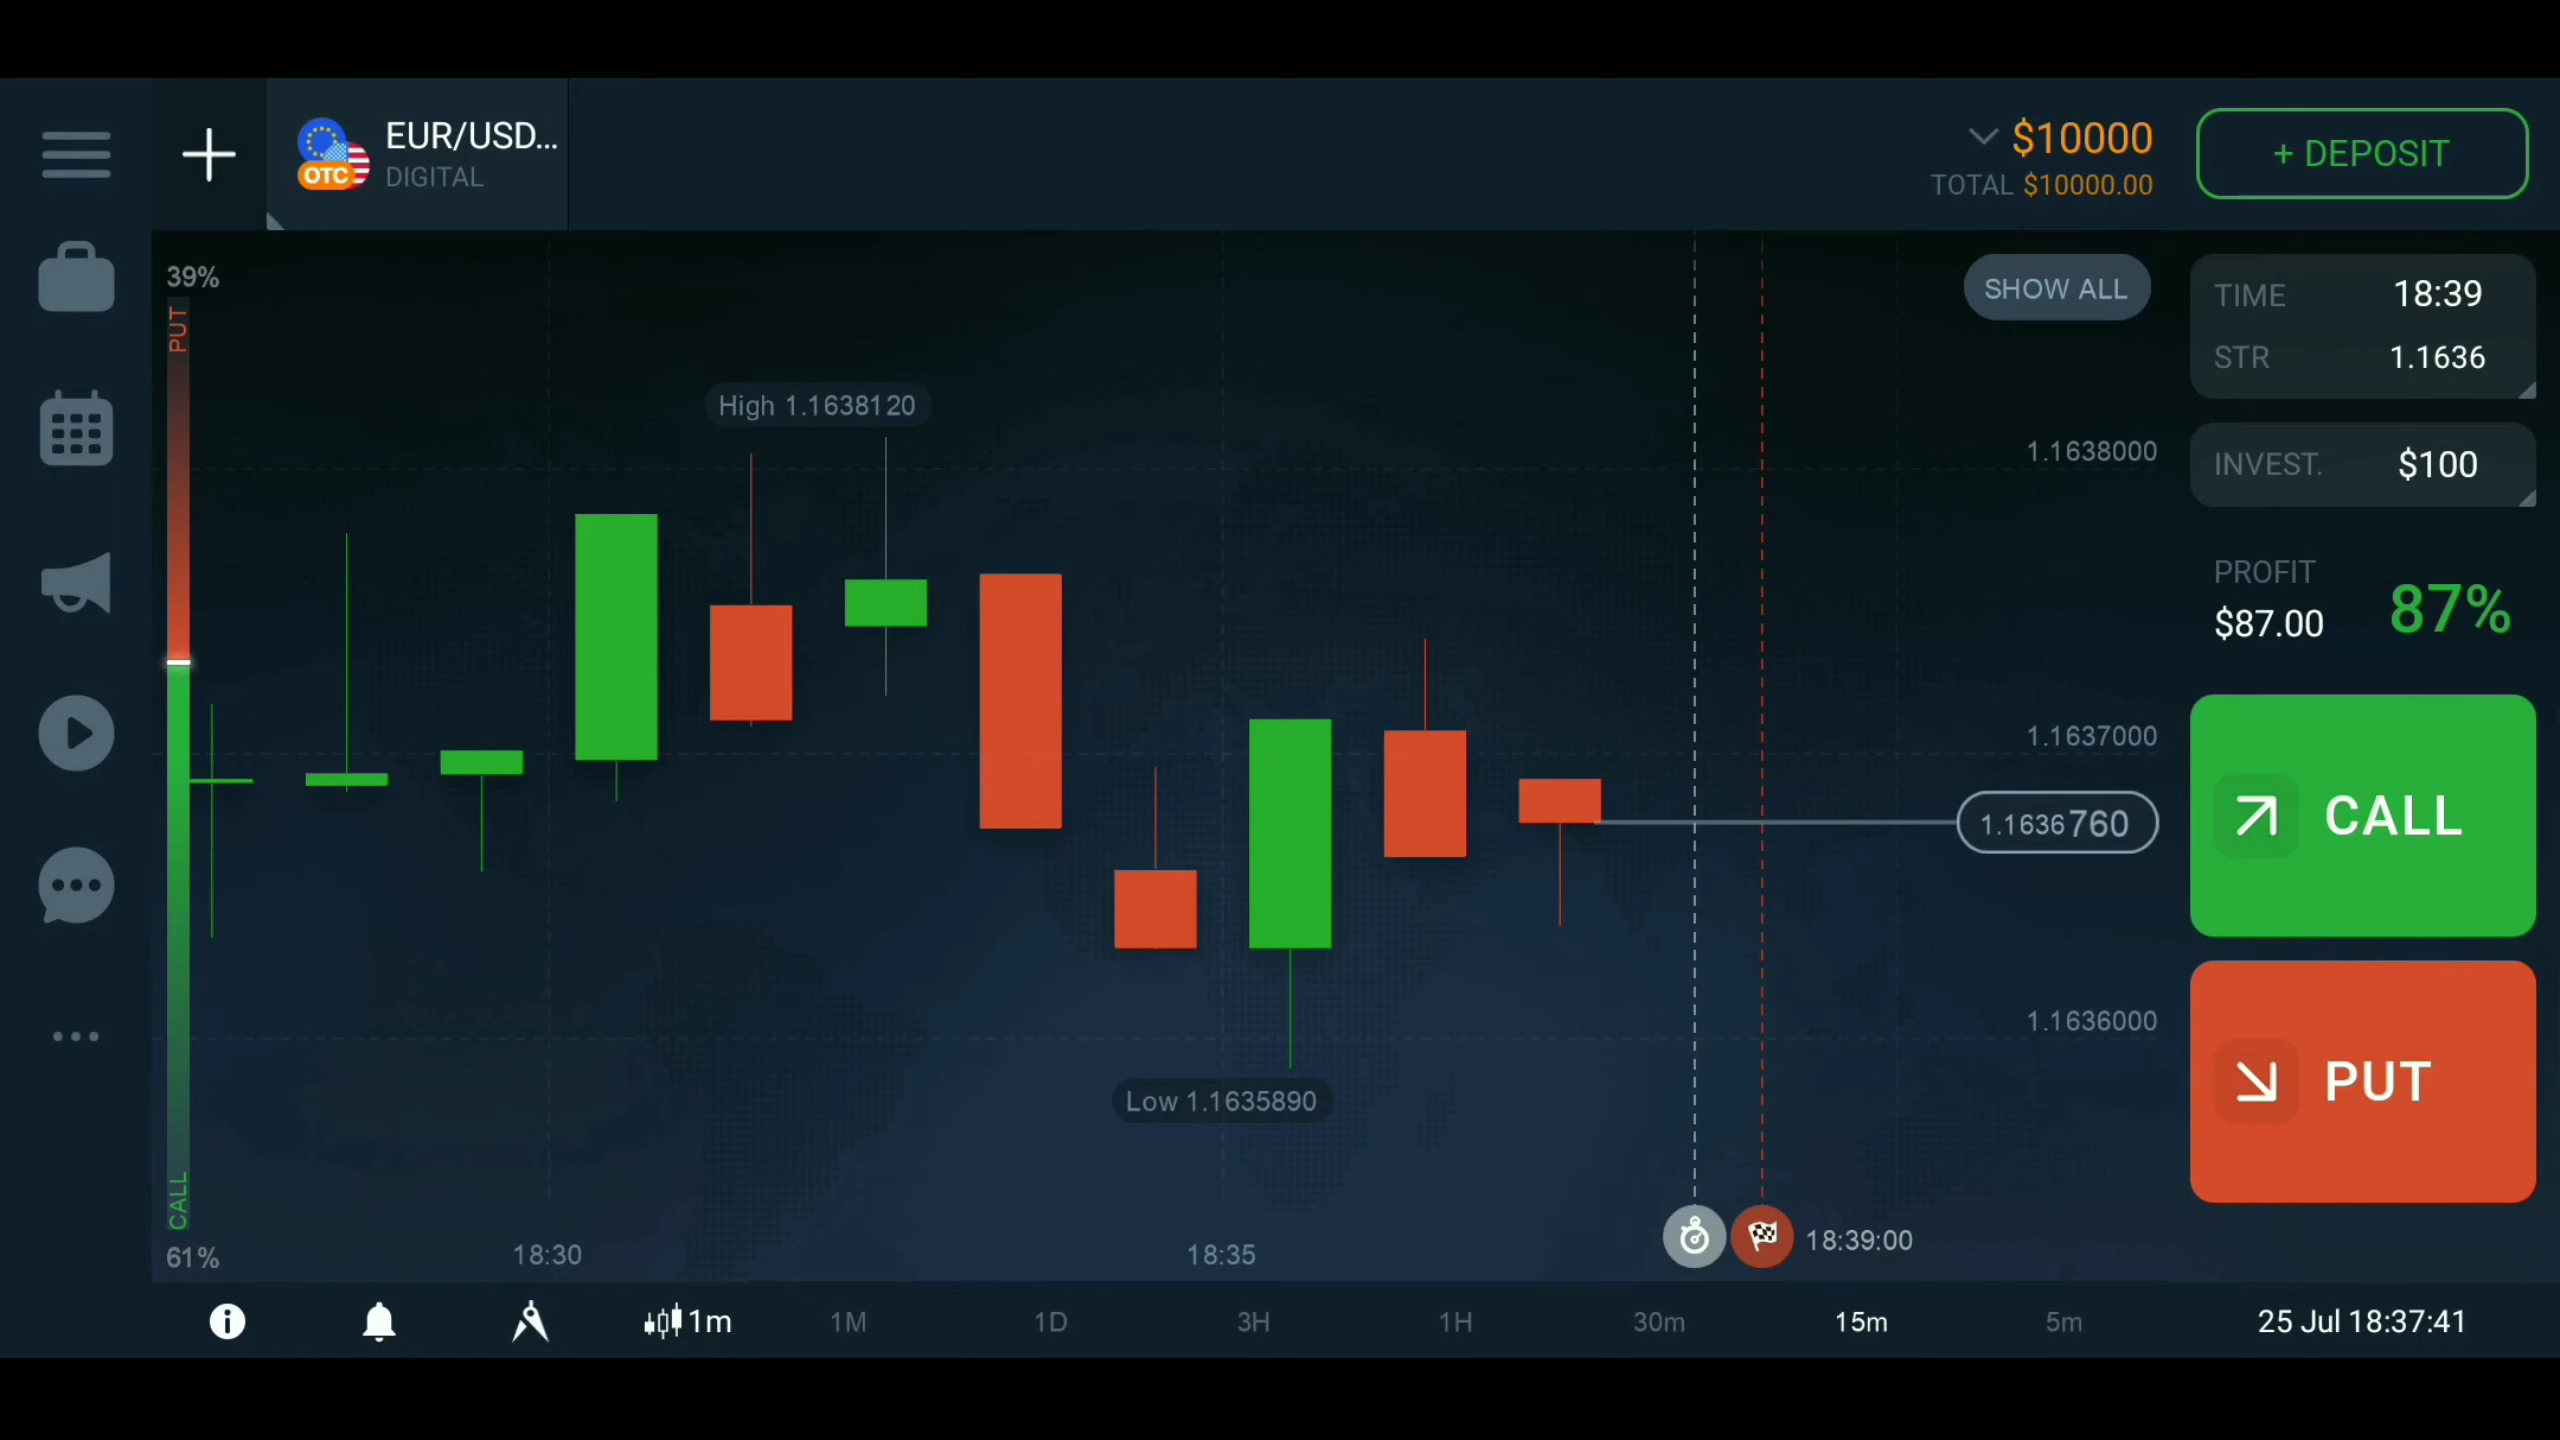 EUR/USD...
OTC
DIGITAL
$10000
TOTAL $10000.00
+ DEPOSIT
39%
PUT
SHOW ALL
TIME 18:39
STR 1.1636
High 1.1638120
1.1638000
INVEST. $100
PROFIT
$87.00
87%
1.1637000
1.1636760
CALL
1.1636000
PUT
Low 1.1635890
CALL
61%
18:30
18:35
18:39:00
1m
1M
1D
3H
1H
30m
15m
5m
25 Jul 18:37:41